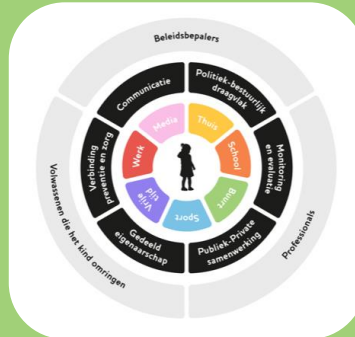 Beleidsbepalers
Communicatie
Politiek-bestuurlijk
draagvlak
Monitoring
en evaluatie
Publiek-Private
samenwerking
Gedeeld
eigenaarschap
Verbinding
preventie en zorg
Media
Thuis
School
Buurt
Sport
Vrije
tijd
Werk
Professionals
Volwassenen die het kind omringen